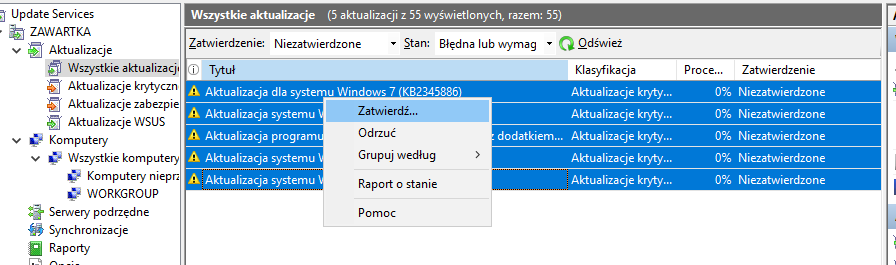 Update Services
ZAWARTKA
Aktualizacje
Wszystkie aktualizacje
Aktualizacje krytyczne
Aktualizacje zabezpie
Aktualizacje WSUS
Komputery
Wszystkie komputery
Komputery niepr
WORKGROUP
Serwery podrzędne
Synchronizacje
Raporty
Wszystkie aktualizacje (5 aktualizacji z 55 wyświetlonych, razem: 55)
Zatwierdzenie: Niezatwierdzone Stan: Błędna lub wymag Odśwież
Tytuł Klasyfikacja Proce... Zatwierdzenie
Aktualizacja dla systemu Windows 7 (KB2345886) Aktualizacje kryty... 0% Niezatwierdzone
Aktualizacja systemu W Aktualizacje kryty... 0% Niezatwierdzone
Aktualizacja programu z dodatkiem... Aktualizacje kryty... 0% Niezatwierdzone
Aktualizacja systemu W Aktualizacje kryty... 0% Niezatwierdzone
Aktualizacja systemu W Aktualizacje kryty... 0% Niezatwierdzone
Zatwierdź...
Odrzuć
Grupuj według
Raport o stanie
Pomoc